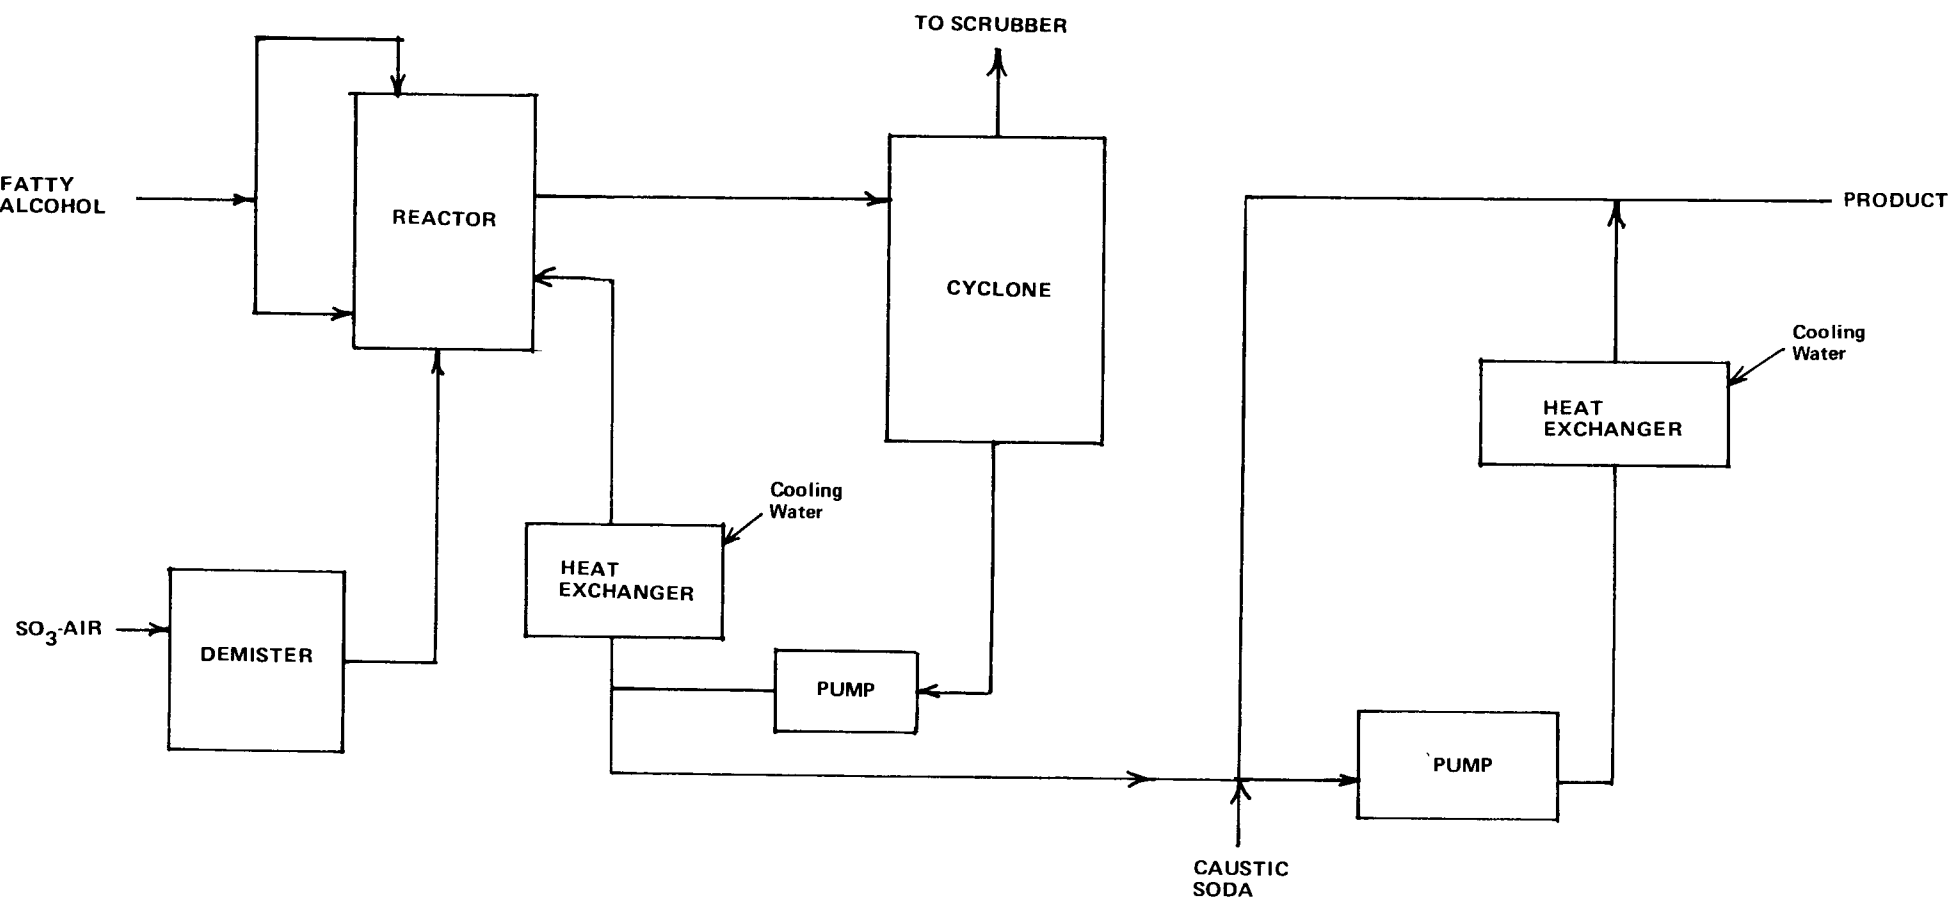 TO SCRUBBER
FATTY
ALCOHOL
REACTOR
CYCLONE
PRODUCT
Cooling
Water
HEAT
EXCHANGER
Cooling
Water
HEAT
EXCHANGER
SO3-AIR
DEMISTER
PUMP
PUMP
CAUSTIC
SODA